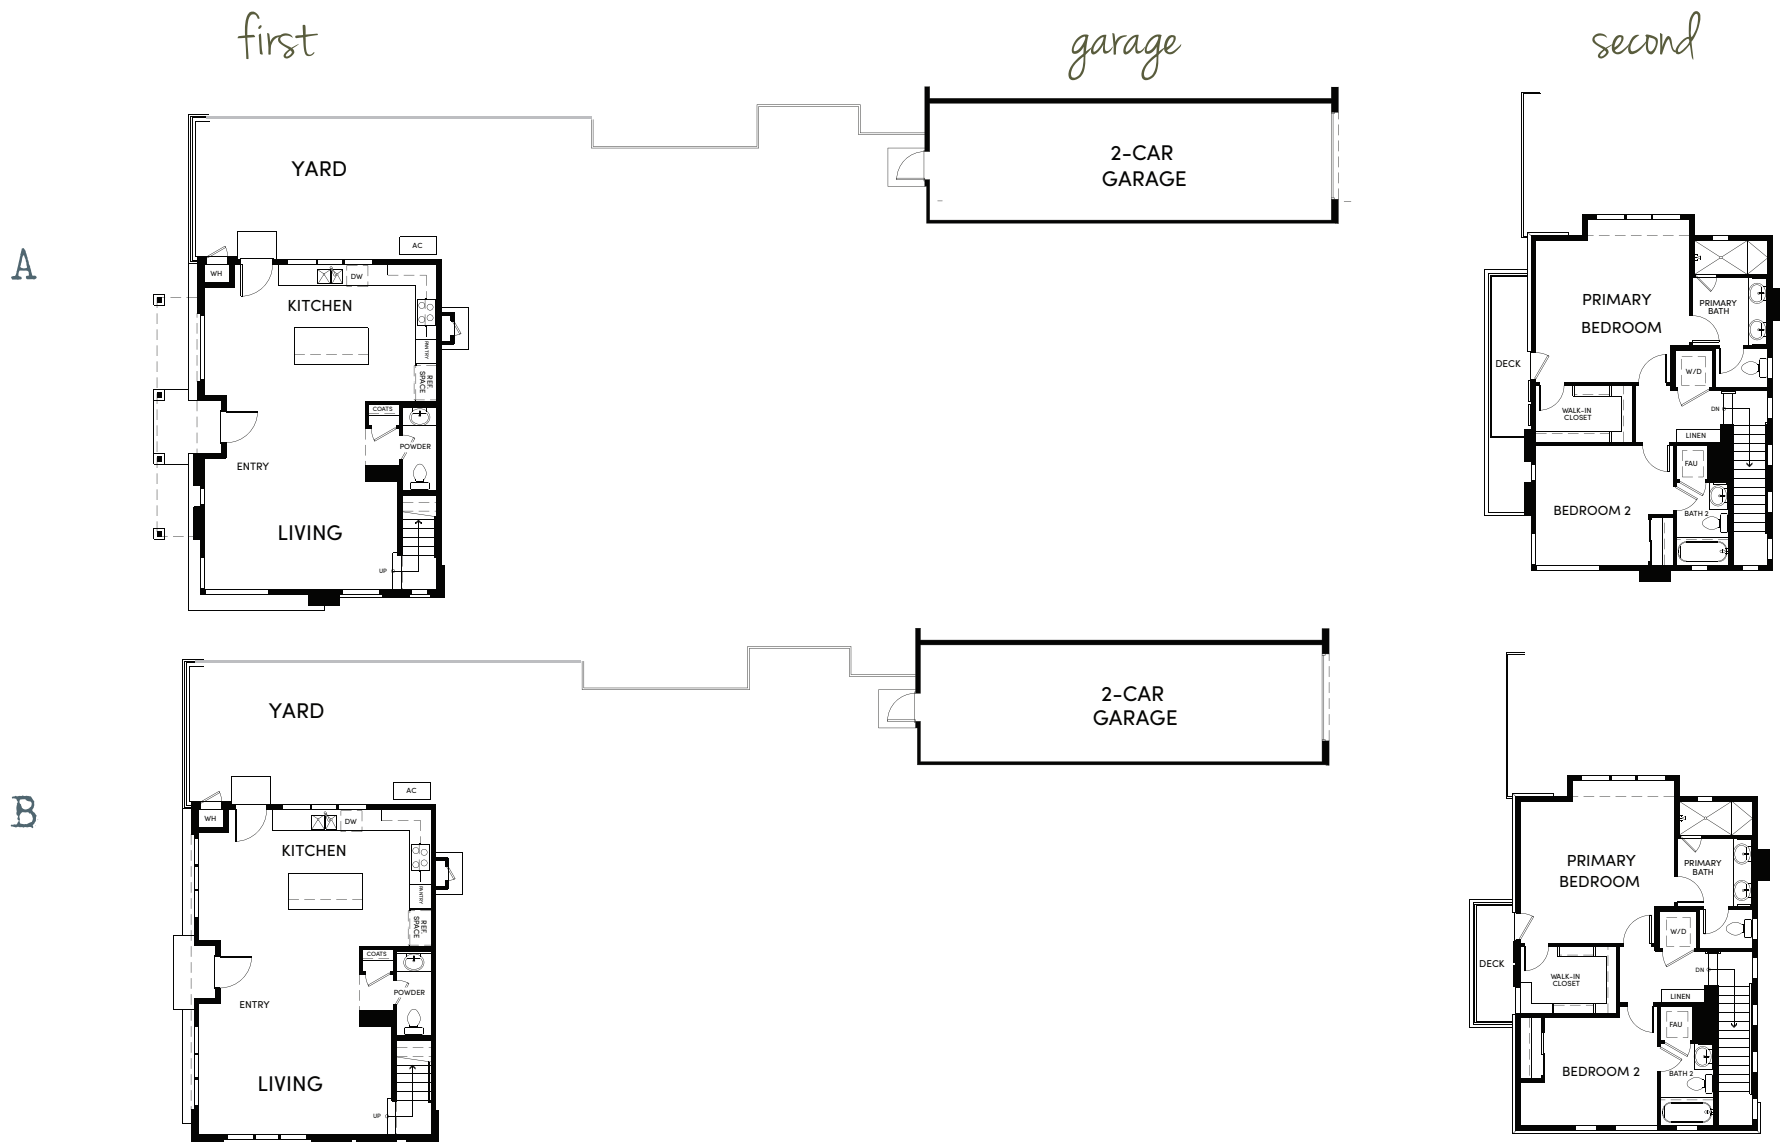 first
garage
second
A
YARD
AC
WH
DW
KITCHEN
PANTRY
REF.
SPACE
COATS
POWDER
ENTRY
LIVING
UP
2-CAR
GARAGE
PRIMARY
BEDROOM
PRIMARY
BATH
DECK
W/D
WALK-IN
CLOSET
DN
LINEN
FAU
BEDROOM 2
BATH 2
B
YARD
AC
WH
DW
KITCHEN
PANTRY
REF.
SPACE
COATS
POWDER
ENTRY
LIVING
UP
2-CAR
GARAGE
PRIMARY
BEDROOM
PRIMARY
BATH
W/D
DECK
WALK-IN
CLOSET
DN
LINEN
FAU
BEDROOM 2
BATH 2